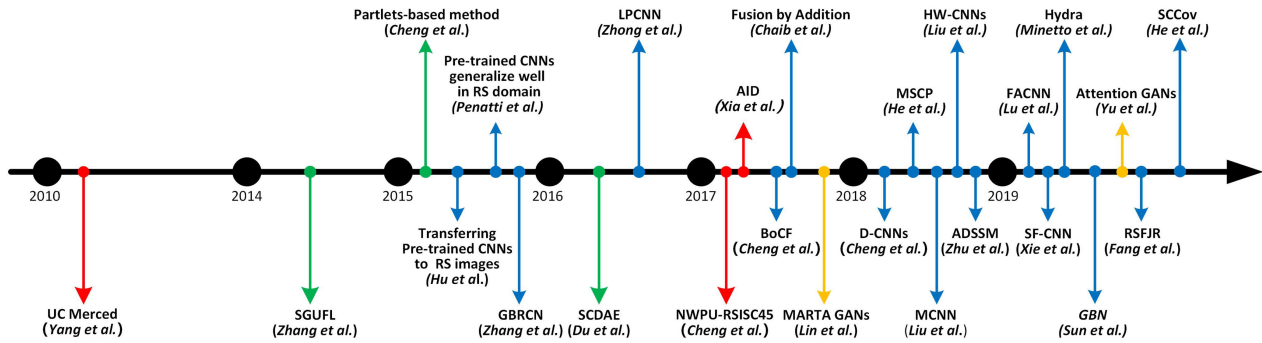 Partlets-based method
(Cheng et al.)
LPCNN
(Zhong et al.)
Fusion by Addition
(Chaib et al.)
HW-CNNs
(Liu et al.)
Hydra
(Minetto et al.)
SCCov
(He et al.)
Pre-trained CNNs
generalize well
in RS domain
(Penatti et al.)
AID
(Xia et al.)
MSCP
(He et al.)
FACNN
(Lu et al.)
Attention GANs
(Yu et al.)
2010
2014
2015
2016
2017
2018
2019
Transferring
Pre-trained CNNs
to RS images
(Hu et al.)
BoCF
(Cheng et al.)
D-CNNs
(Cheng et al.)
ADSSM
(Zhu et al.)
SF-CNN
(Xie et al.)
RSFJR
(Fang et al.)
UC Merced
(Yang et al.)
SGUFL
(Zhang et al.)
GBRCN
(Zhang et al.)
SCDAE
(Du et al.)
NWPU-RSISC45
(Cheng et al.)
MARTA GANs
(Lin et al.)
MCNN
(Liu et al.)
GBN
(Sun et al.)